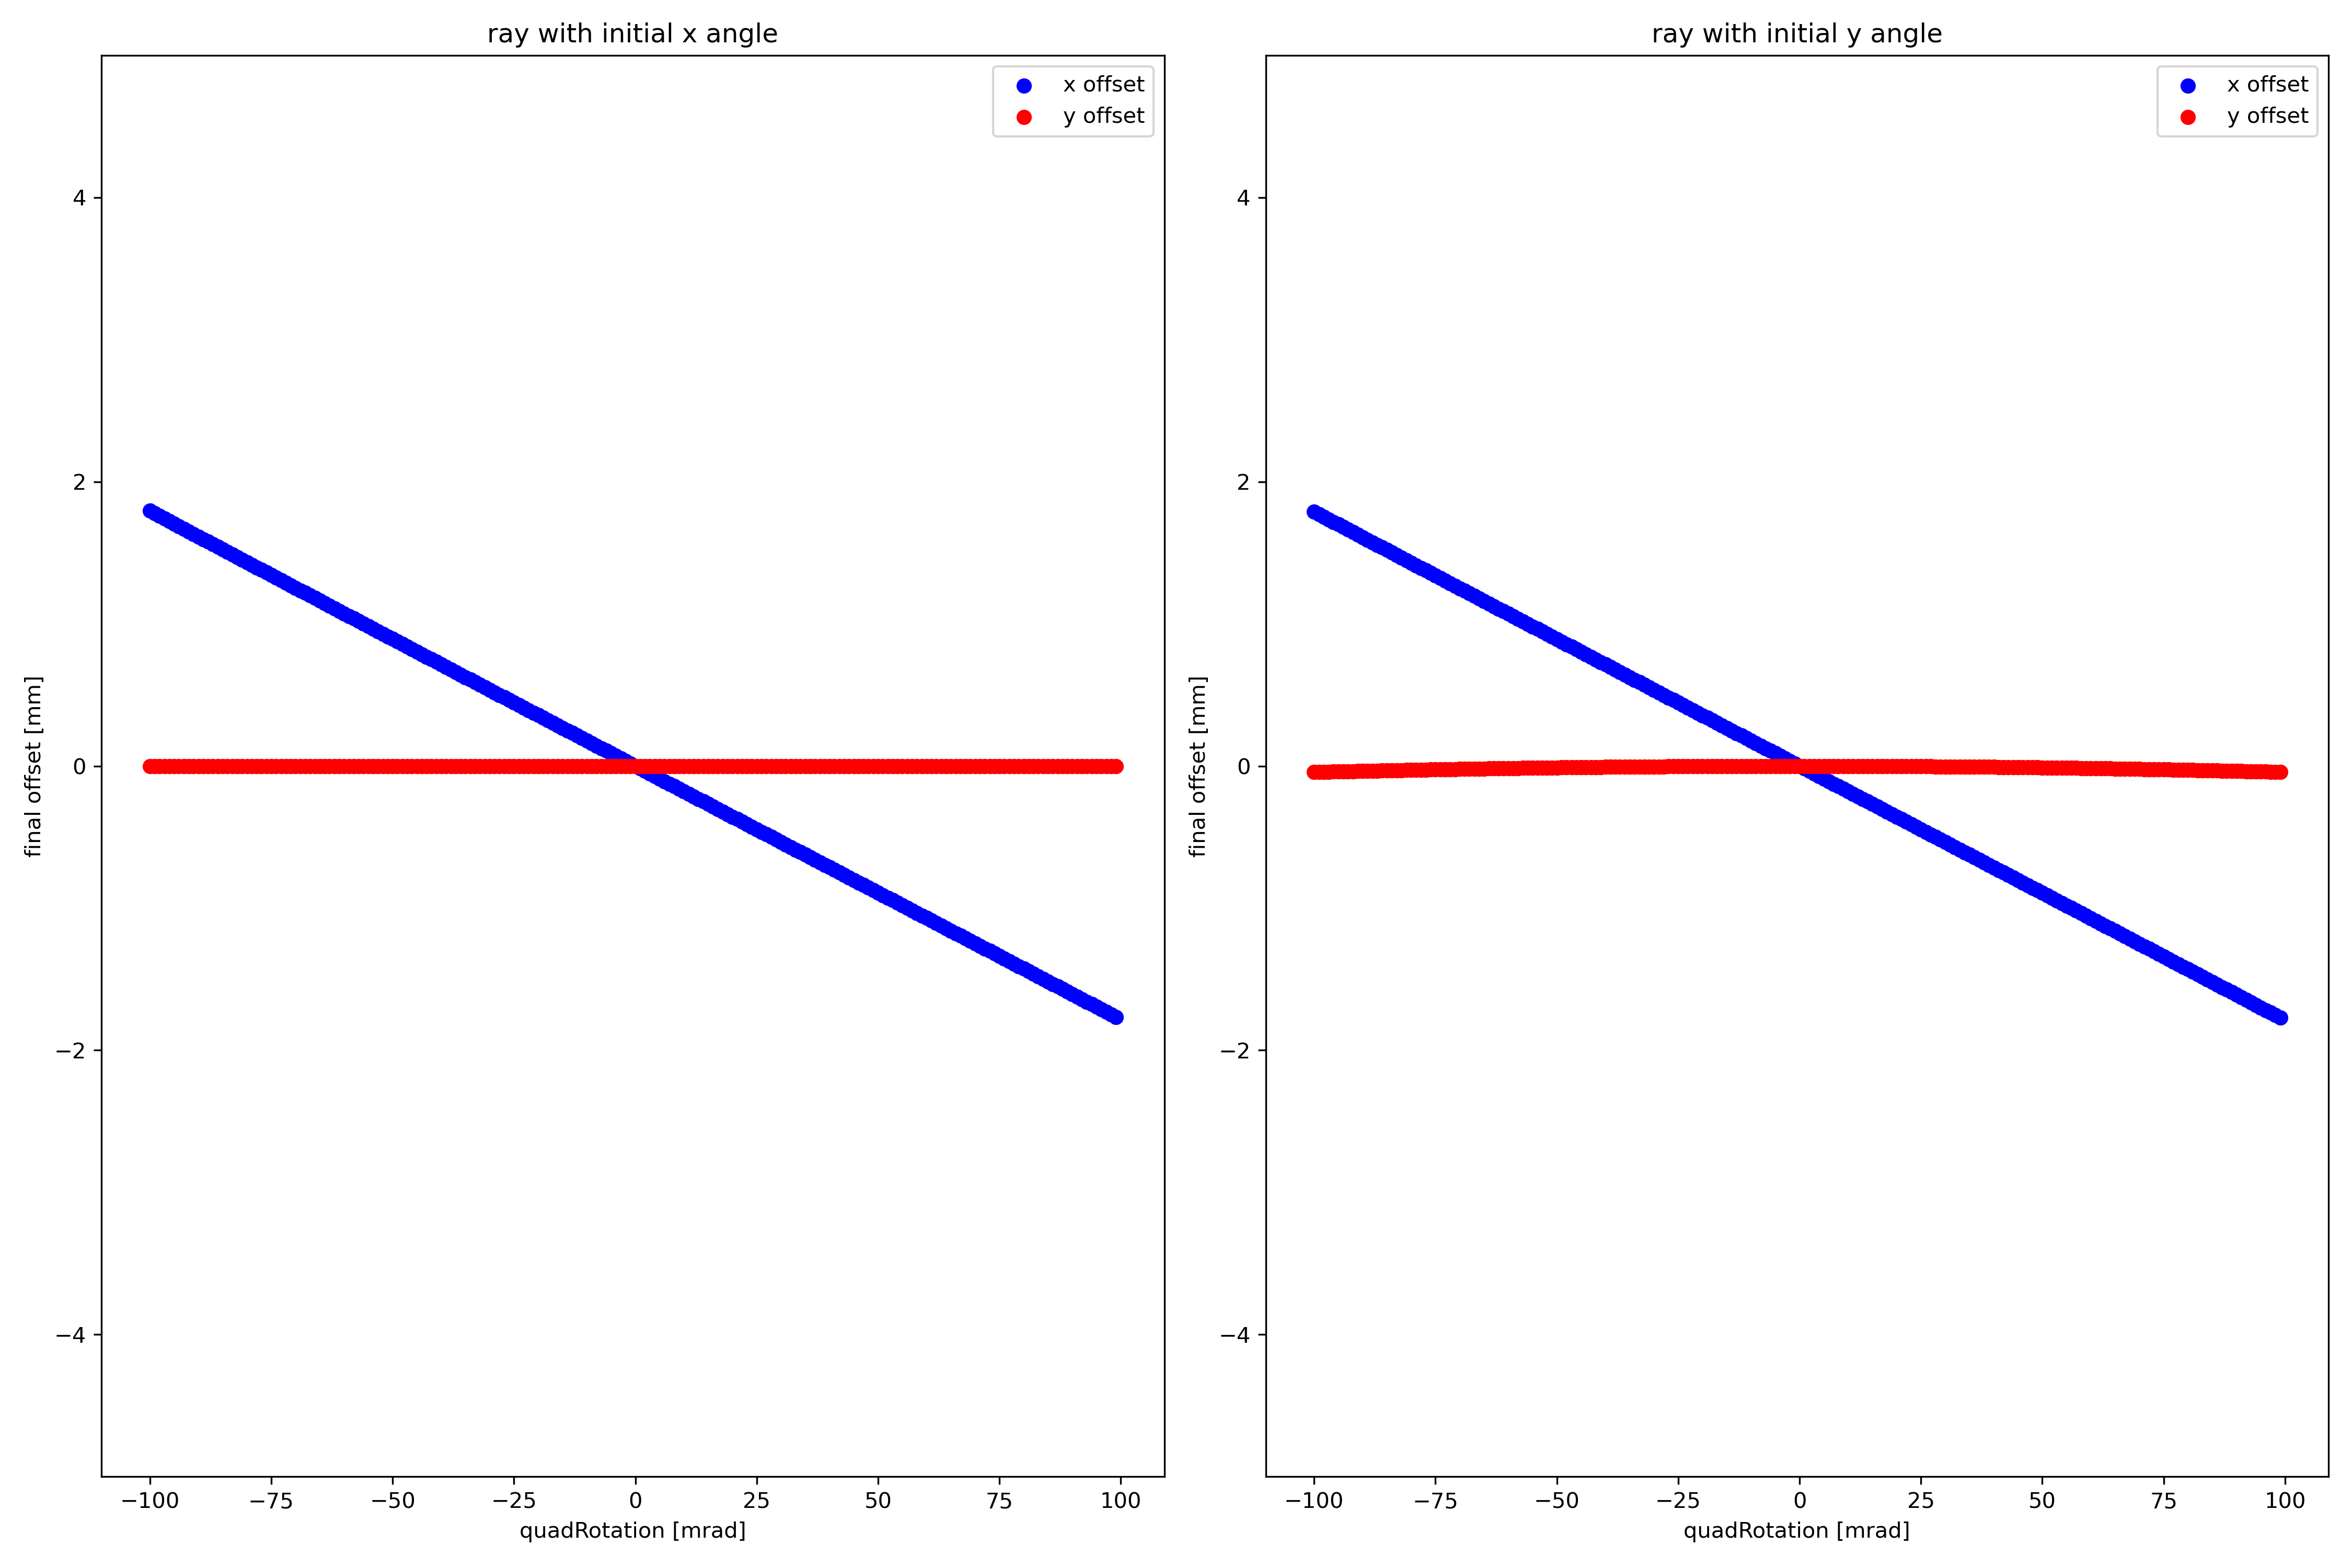 ray with initial x angle
x offset
y offset
4
2
0
−2
−4
final offset [mm]
−100
−75
−50
−25
0
25
50
75
100
quadRotation [mrad]
ray with initial y angle
x offset
y offset
4
2
0
−2
−4
final offset [mm]
−100
−75
−50
−25
0
25
50
75
100
quadRotation [mrad]